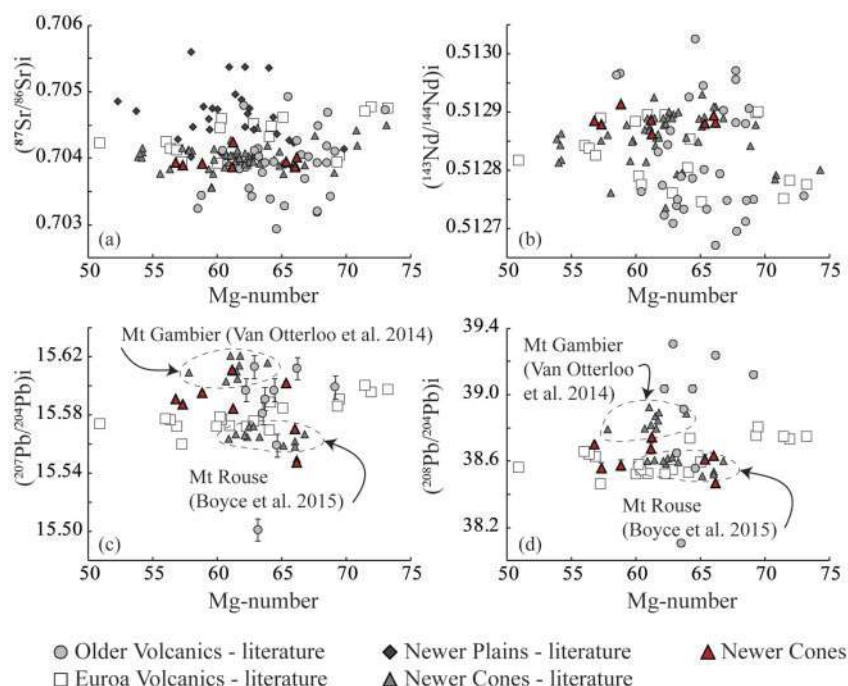 0.706
0.705
0.704
0.703
(⁸⁷Sr/⁸⁶Sr)i
(a)
50 55 60 65 70 75
Mg-number
0.5130
0.5129
0.5128
0.5127
(¹⁴³Nd/¹⁴⁴Nd)i
(b)
50 55 60 65 70 75
Mg-number
15.62
15.58
15.54
15.50
(²⁰⁷Pb/²⁰⁴Pb)i
Mt Gambier (Van Otterloo et al. 2014)
Mt Rouse
(Boyce et al. 2015)
(c)
50 55 60 65 70 75
Mg-number
39.4
39.0
38.6
38.2
(²⁰⁸Pb/²⁰⁴Pb)i
Mt Gambier
(Van Otterloo
et al. 2014)
Mt Rouse
(Boyce et al. 2015)
(d)
50 55 60 65 70 75
Mg-number
Older Volcanics - literature
Newer Plains - literature
Newer Cones
Euroa Volcanics - literature
Newer Cones - literature